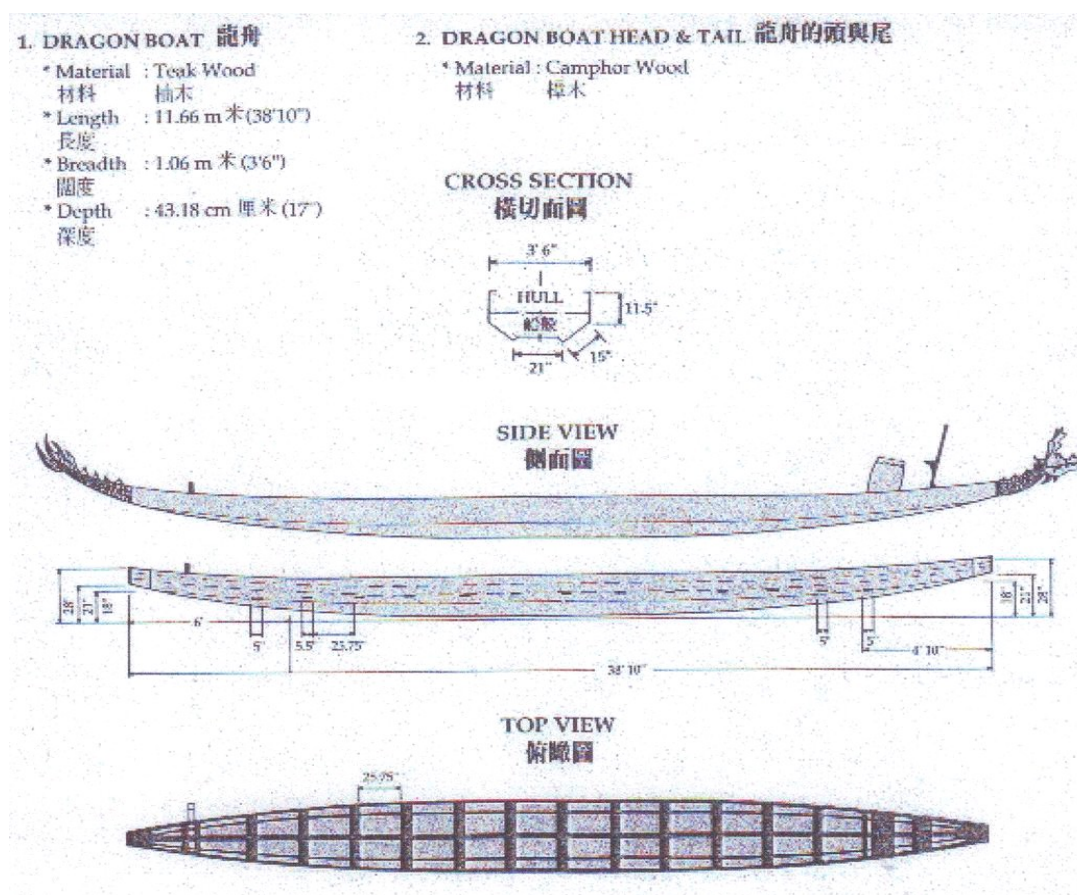 1. DRAGON BOAT 龍舟
* Material : Teak Wood
材料 柚木
* Length : 11.66 m 米 (38'10")
長度
* Breadth : 1.06 m 米 (3'6")
闊度
* Depth : 43.18 cm 厘米 (17")
深度
2. DRAGON BOAT HEAD & TAIL 龍舟的頭與尾
* Material : Camphor Wood
材料 樟木
CROSS SECTION
橫切面圖
3' 6"
HULL
船殼
11.5"
15"
21"
SIDE VIEW
側面圖
28"
21"
18"
6'
5"
5.5"
25.75"
5"
5"
4' 10"
18"
21"
28"
38' 10"
TOP VIEW
俯瞰圖
25.75"